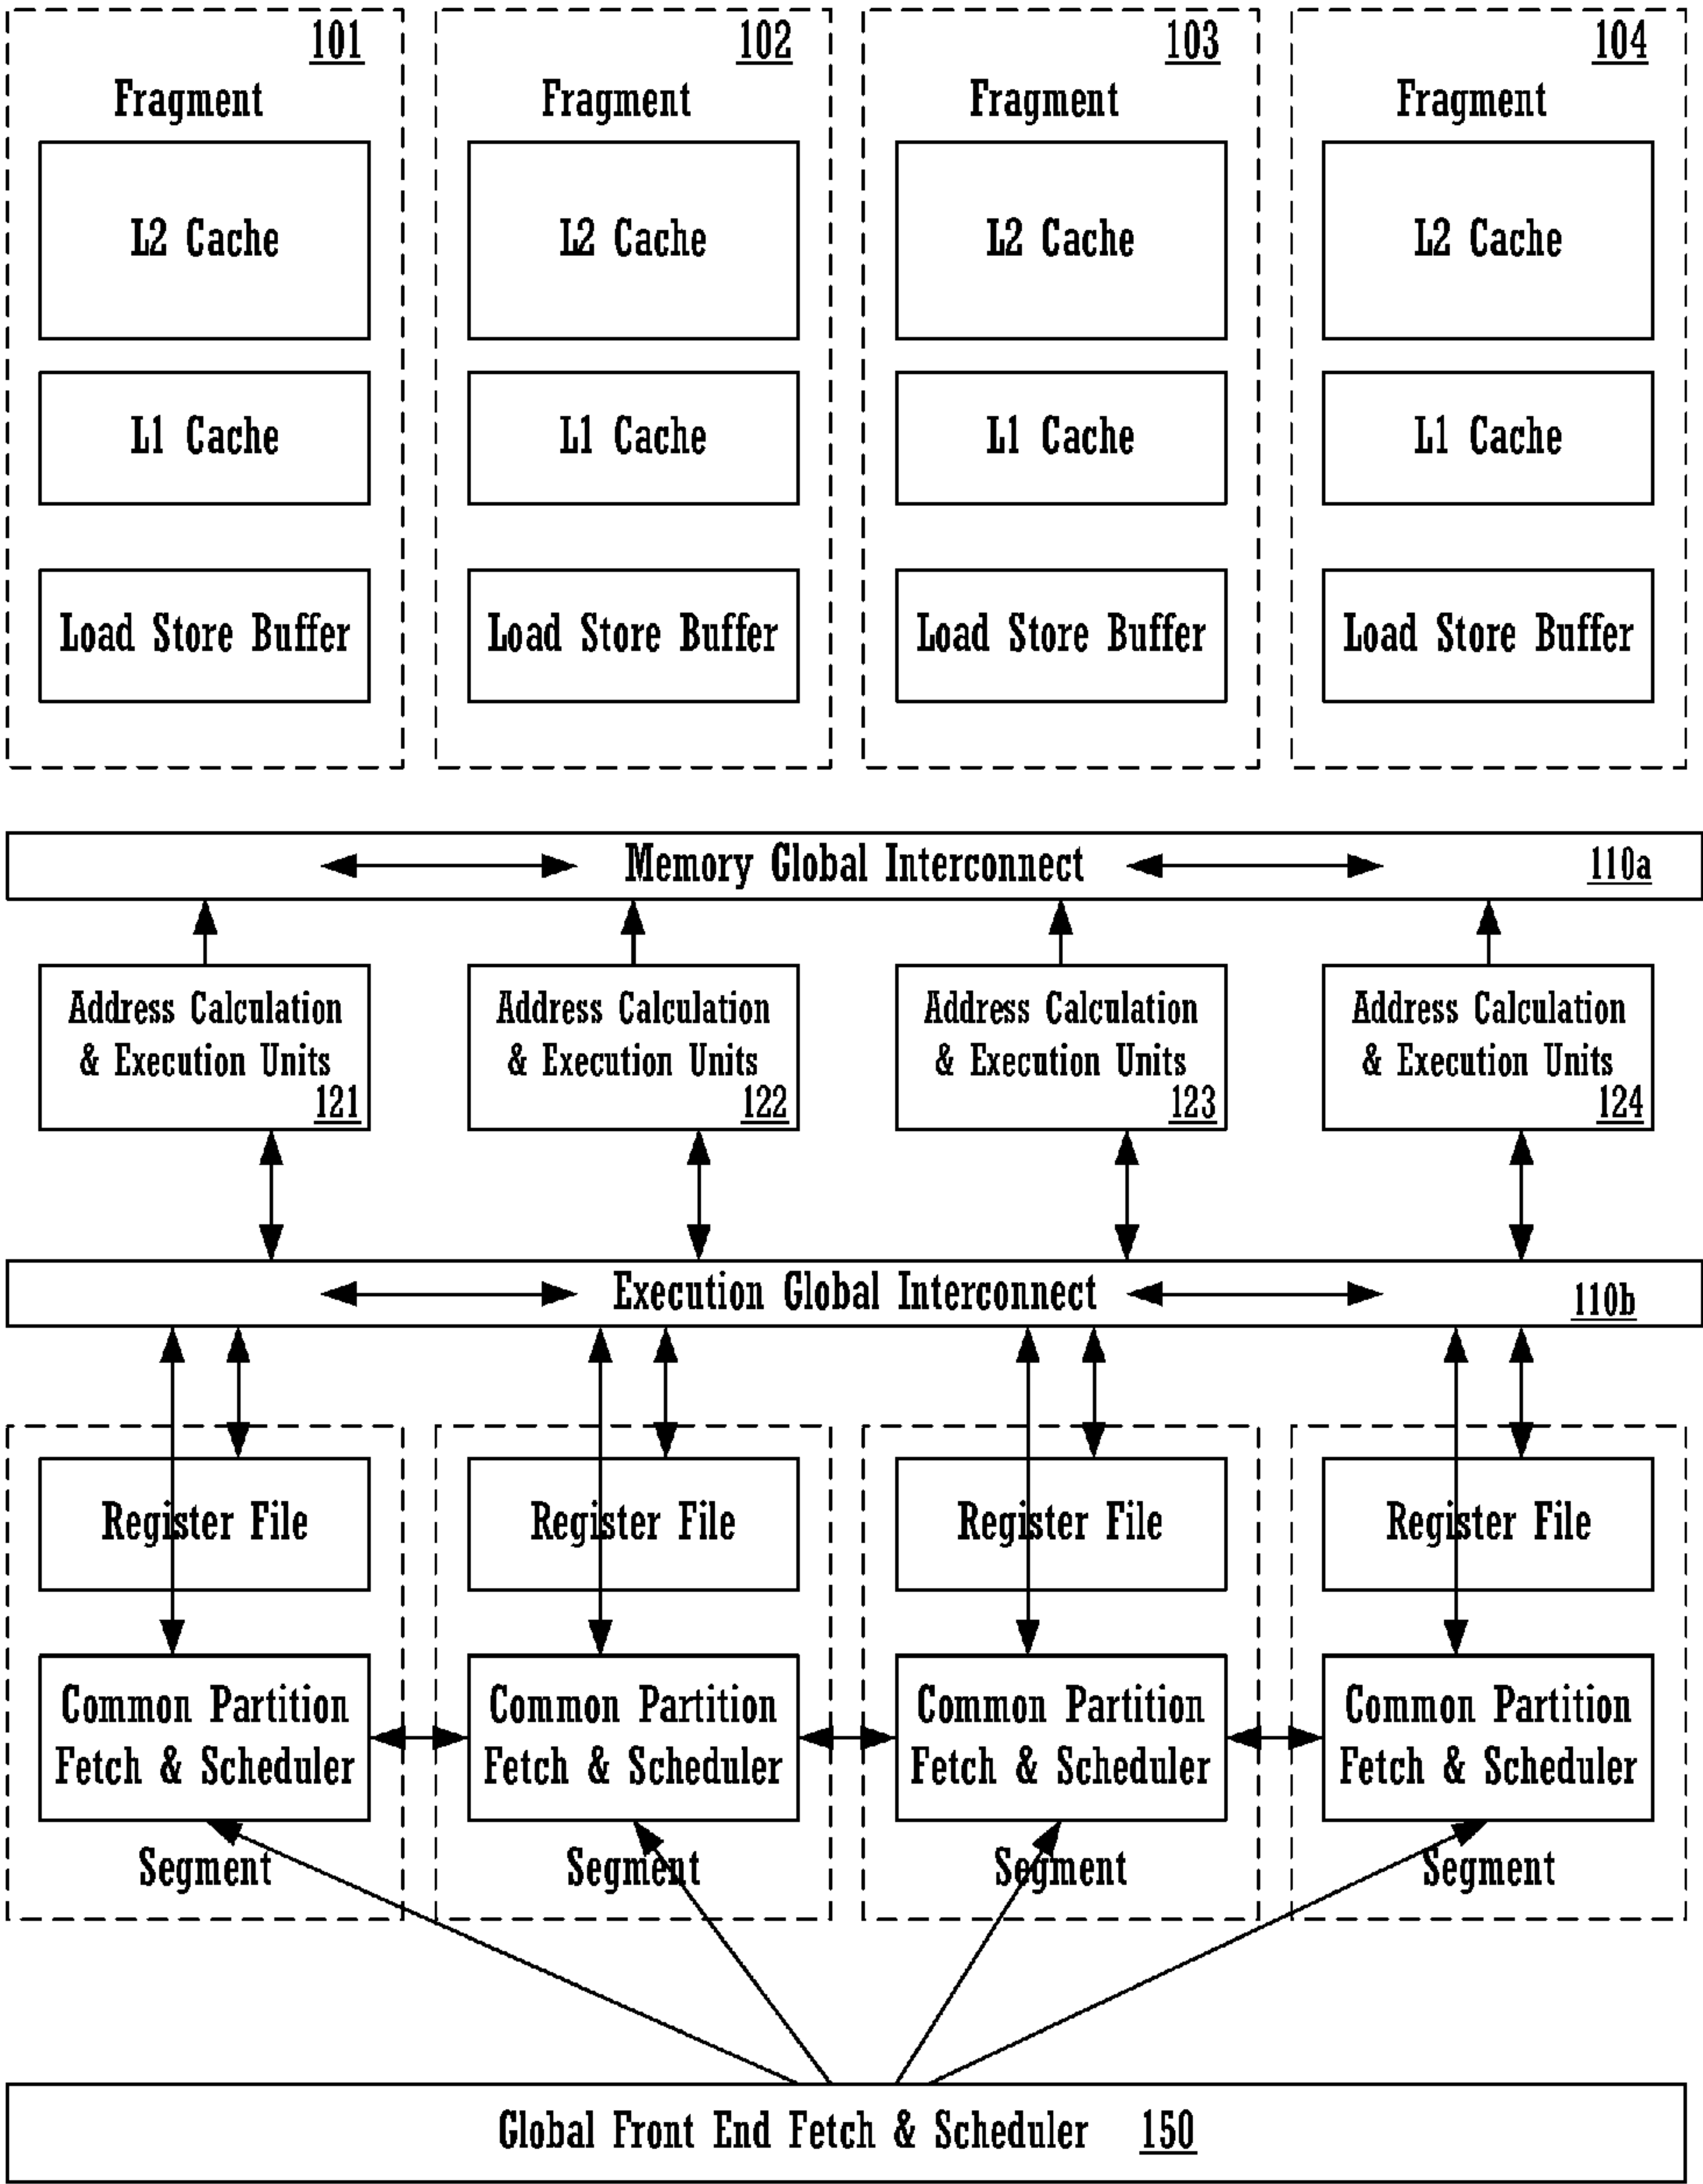 101
102
103
104
Fragment
Fragment
Fragment
Fragment
L2 Cache
L2 Cache
L2 Cache
L2 Cache
L1 Cache
L1 Cache
L1 Cache
L1 Cache
Load Store Buffer
Load Store Buffer
Load Store Buffer
Load Store Buffer
Memory Global Interconnect
110a
Address Calculation
& Execution Units
121
Address Calculation
& Execution Units
122
Address Calculation
& Execution Units
123
Address Calculation
& Execution Units
124
Execution Global Interconnect
110b
Register File
Register File
Register File
Register File
Common Partition
Fetch & Scheduler
Common Partition
Fetch & Scheduler
Common Partition
Fetch & Scheduler
Common Partition
Fetch & Scheduler
Segment
Segment
Segment
Segment
Global Front End Fetch & Scheduler 150